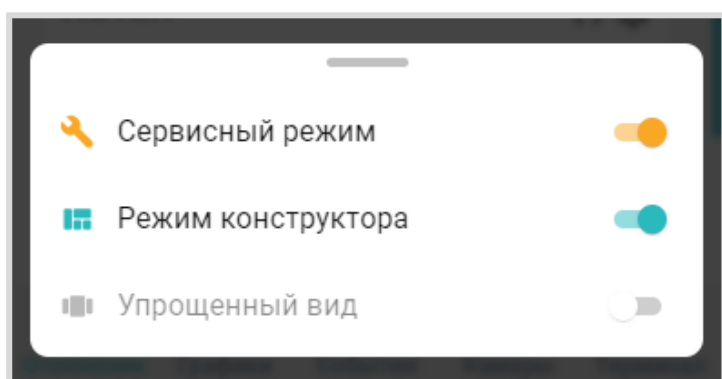 Сервисный режим
Режим конструктора
Упрощенный вид